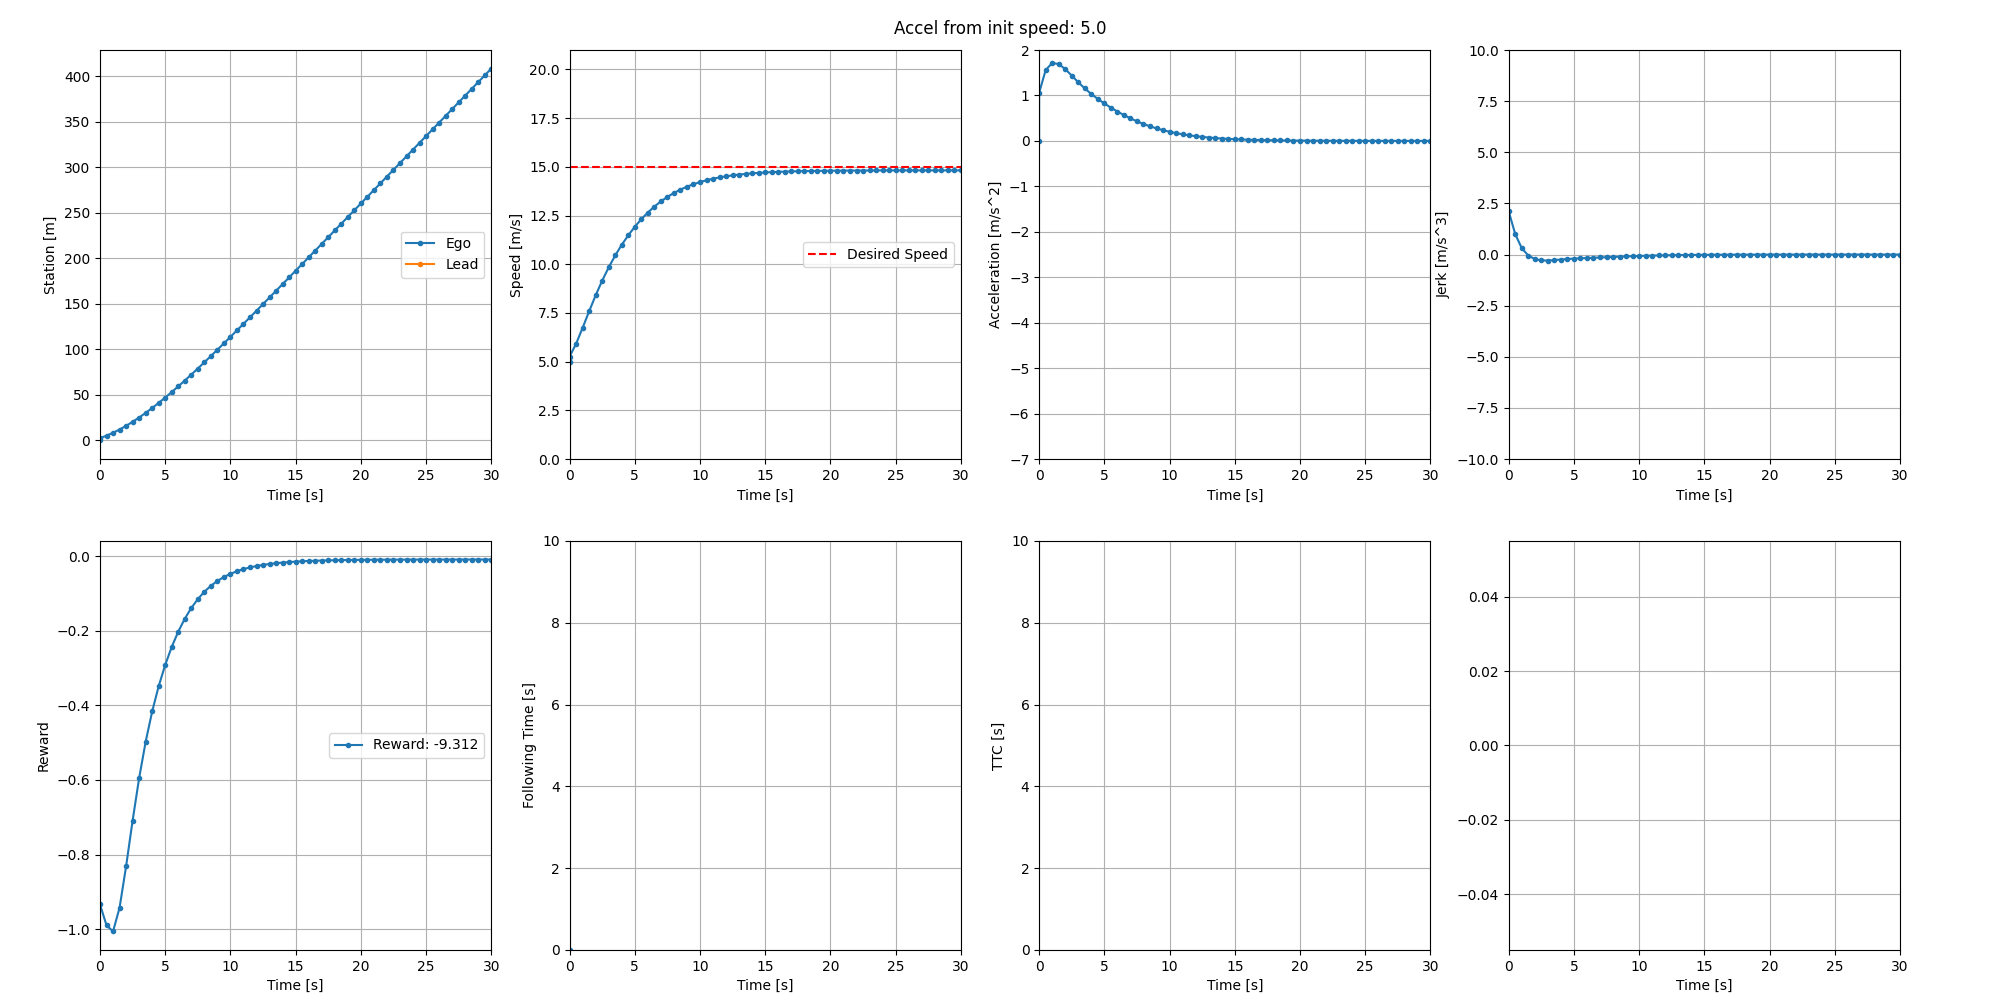 Accel from init speed: 5.0
400
350
300
250
200
150
100
50
0
Station [m]
Ego
Lead
0 5 10 15 20 25 30
Time [s]
20.0
17.5
15.0
12.5
10.0
7.5
5.0
2.5
0.0
Speed [m/s]
Desired Speed
0 5 10 15 20 25 30
Time [s]
2
1
0
−1
−2
−3
−4
−5
−6
−7
Acceleration [m/s^2]
0 5 10 15 20 25 30
Time [s]
10.0
7.5
5.0
2.5
0.0
−2.5
−5.0
−7.5
−10.0
Jerk [m/s^3]
0 5 10 15 20 25 30
Time [s]
0.0
−0.2
−0.4
−0.6
−0.8
−1.0
Reward
Reward: -9.312
0 5 10 15 20 25 30
Time [s]
10
8
6
4
2
0
Following Time [s]
0 5 10 15 20 25 30
Time [s]
10
8
6
4
2
0
TTC [s]
0 5 10 15 20 25 30
Time [s]
0.04
0.02
0.00
−0.02
−0.04
0 5 10 15 20 25 30
Time [s]